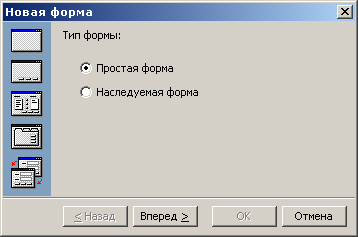 Новая форма
Тип формы:
Простая форма
Наследуемая форма
< Назад
Вперед >
OK
Отмена